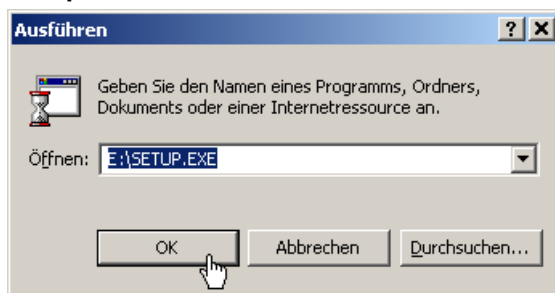 Ausführen
Geben Sie den Namen eines Programms, Ordners,
Dokuments oder einer Internetressource an.
Öffnen: E:\SETUP.EXE
OK Abbrechen Durchsuchen...